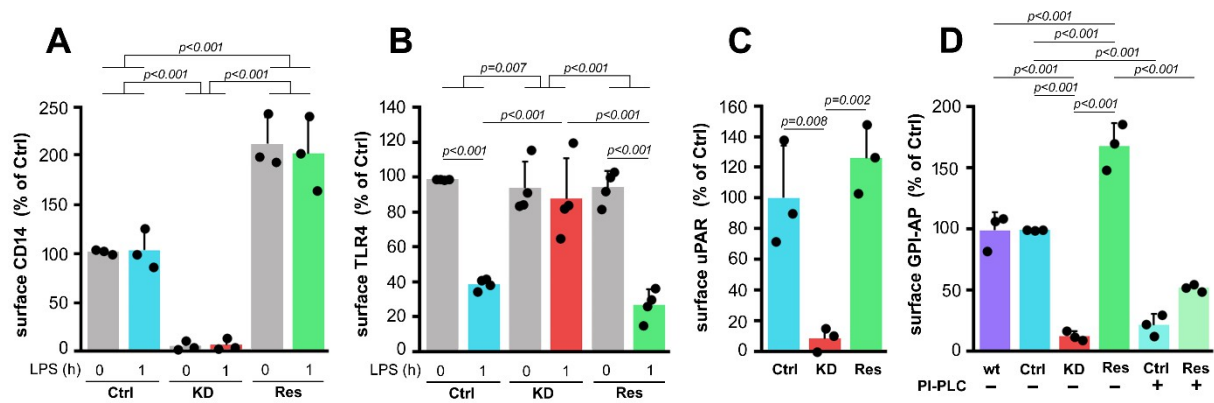 A
p<0.001
p<0.001 p<0.001
surface CD14 (% of Ctrl)
250
200
150
100
50
0
LPS (h) 0 1 0 1 0 1
Ctrl KD Res
B
p=0.007 p<0.001
p<0.001 p<0.001
p<0.001 p<0.001
surface TLR4 (% of Ctrl)
140
120
100
80
60
40
20
0
LPS (h) 0 1 0 1 0 1
Ctrl KD Res
C
p=0.002
p=0.008
surface uPAR (% of Ctrl)
160
140
120
100
80
60
40
20
0
Ctrl KD Res
D
p<0.001
p<0.001
p<0.001
p<0.001 p<0.001
p<0.001
p<0.001
surface GPI-AP (% of Ctrl)
200
150
100
50
0
wt Ctrl KD Res Ctrl Res
PI-PLC – – – – + +